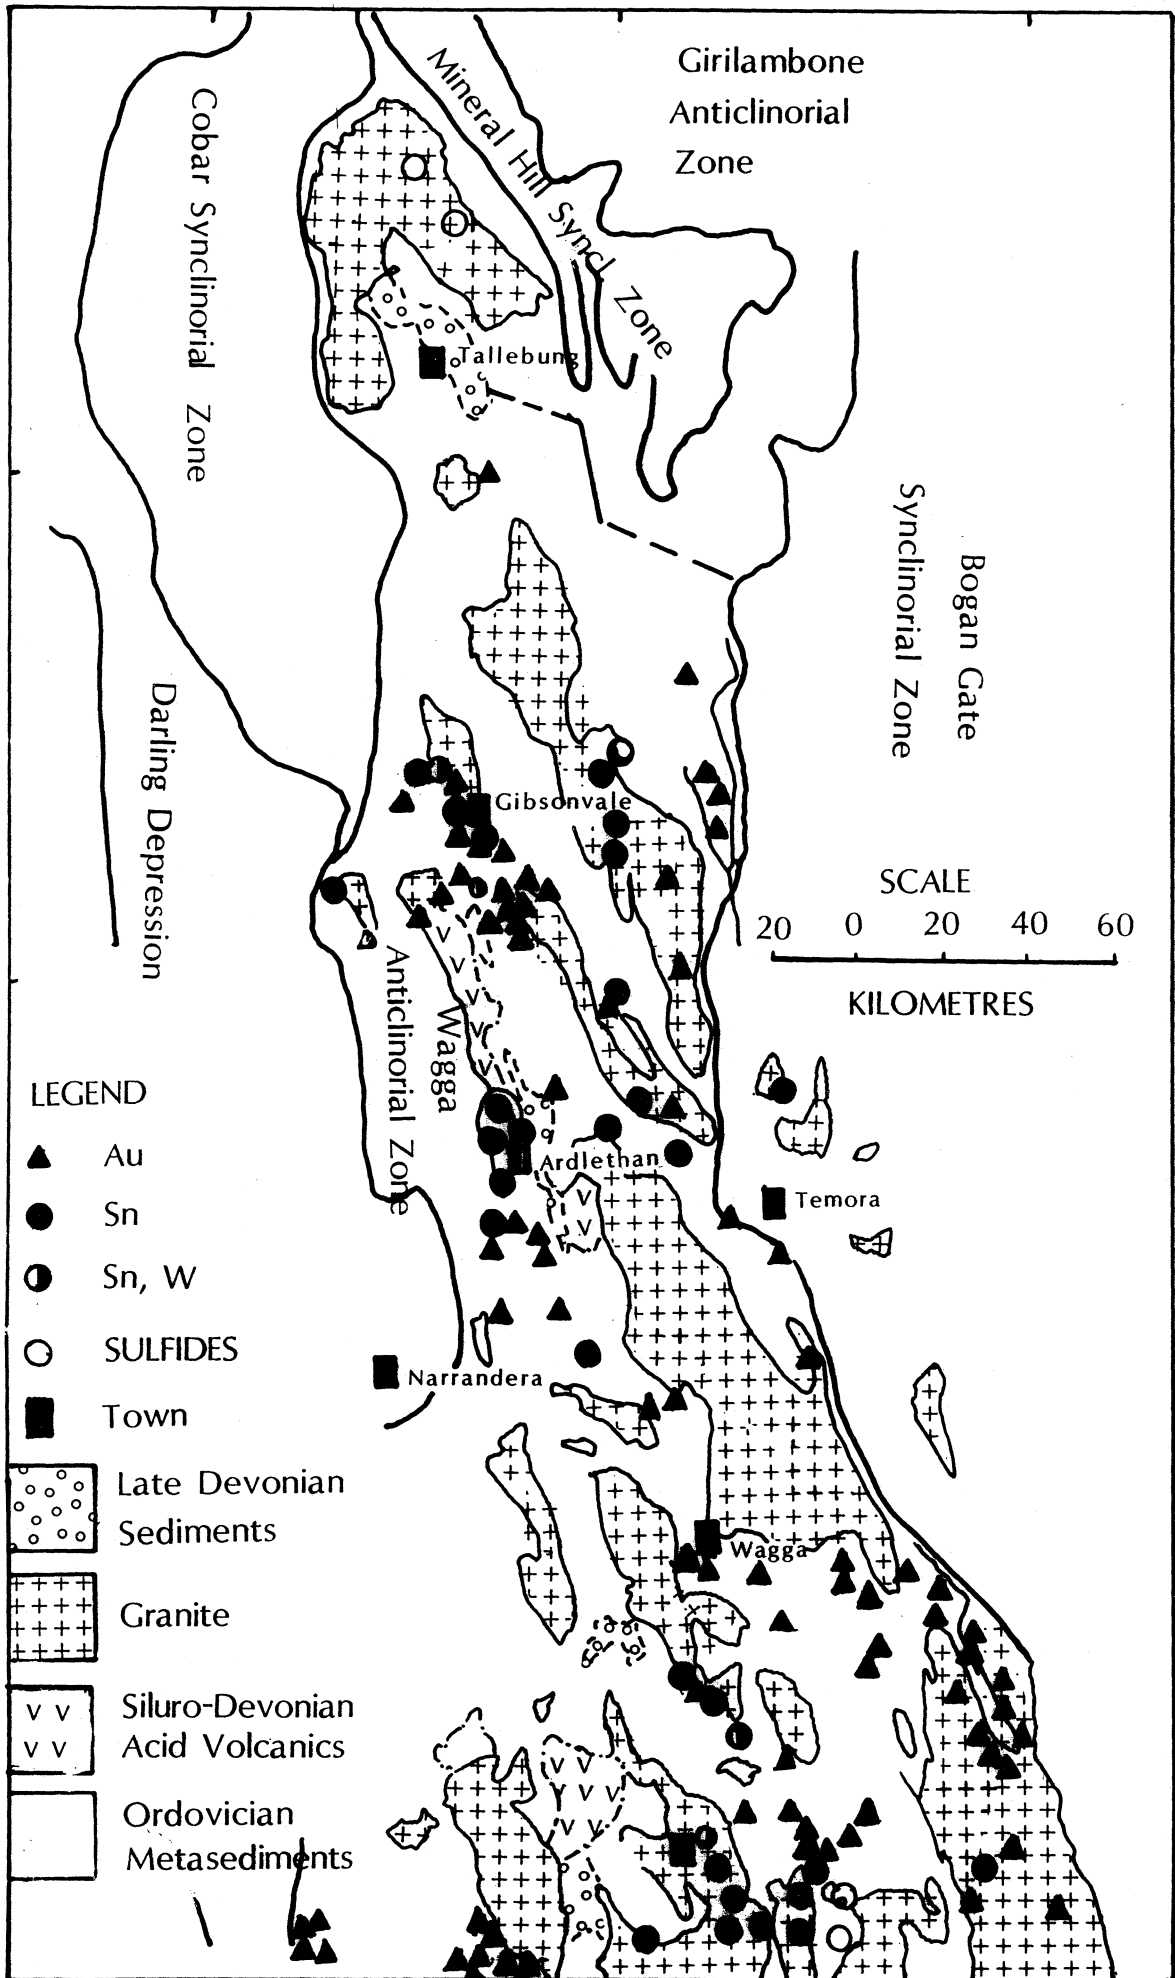 Girilambone
Anticlinorial
Zone
Mineral Hill Syncl Zone
Cobar Synclinorial Zone
Tallebung
Bogan Gate
Synclinorial Zone
Darling Depression
Gibsonvale
SCALE
20 0 20 40 60
KILOMETRES
Wagga
Anticlinorial Zone
Ardlethan
Temora
Narrandera
Wagga
LEGEND
Au
Sn
Sn, W
SULFIDES
Town
Late Devonian
Sediments
Granite
Siluro-Devonian
Acid Volcanics
Ordovician
Metasediments